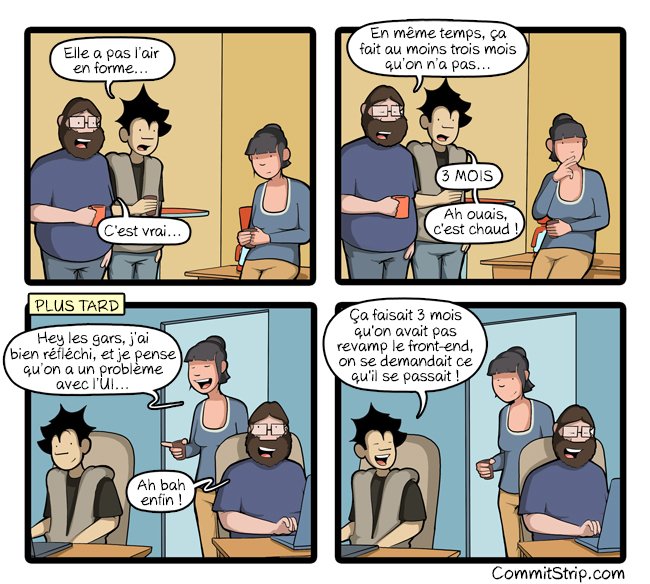 Elle a pas l'air
en forme...
C'est vrai...
En même temps, ça
fait au moins trois mois
qu'on n'a pas...
3 MOIS
Ah ouais,
c'est chaud !
PLUS TARD
Hey les gars, j'ai
bien réfléchi, et je pense
qu'on a un problème
avec l'UI...
Ah bah
enfin !
Ça faisait 3 mois
qu'on avait pas
revamp le front-end,
on se demandait ce
qu'il se passait !
CommitStrip.com